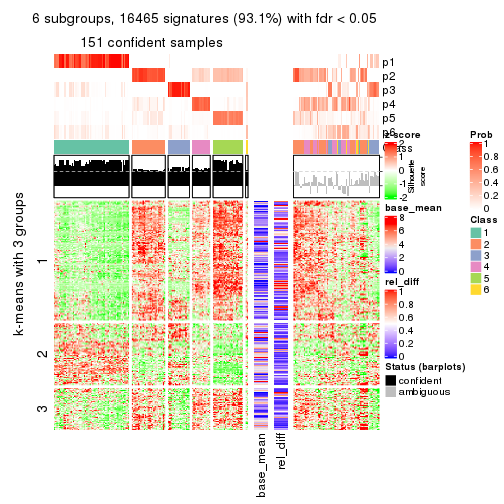 6 subgroups, 16465 signatures (93.1%) with fdr < 0.05
151 confident samples
p1
p2
p3
p4
p5
p6
Class
k-means with 3 groups
1
2
3
base_mean
rel_diff
z-score
2
1
0
-1
-2
Silhouette
score
base_mean
8
6
4
2
0
rel_diff
1
0.8
0.6
0.4
0.2
0
Status (barplots)
confident
ambiguous
Prob
1
0.8
0.6
0.4
0.2
0
Class
1
2
3
4
5
6